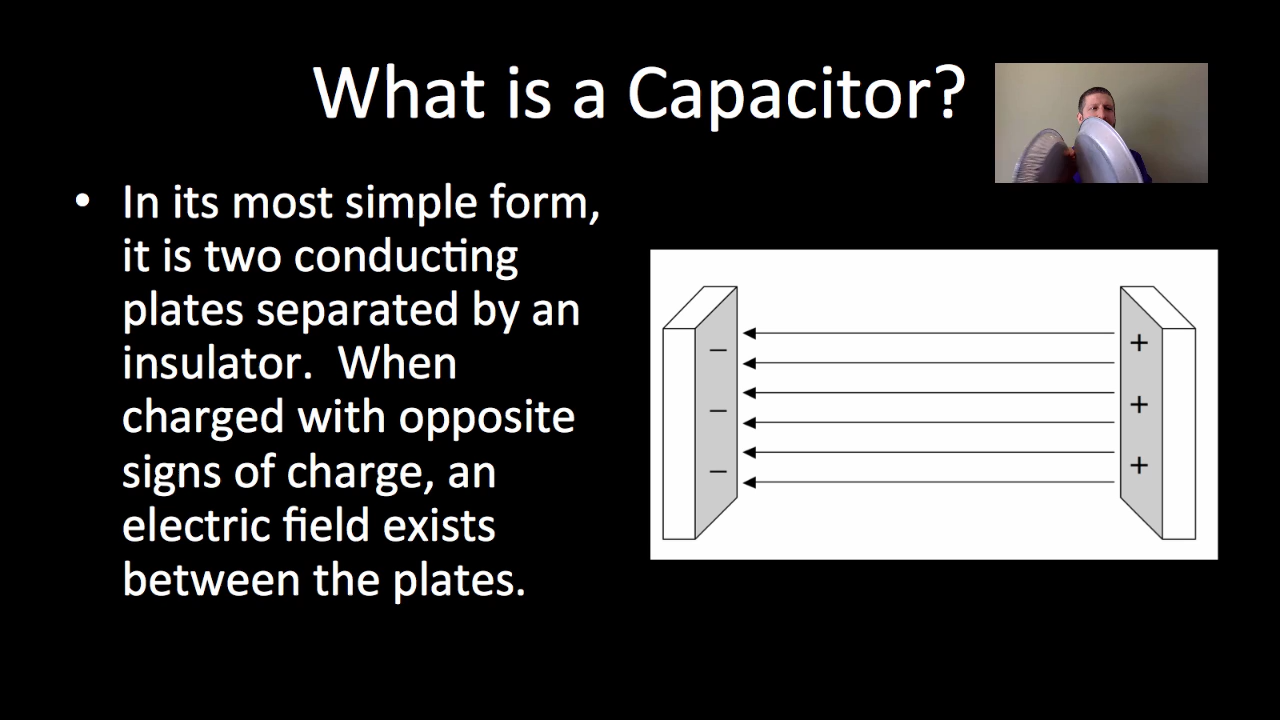 What is a Capacitor?
• In its most simple form,
it is two conducting
plates separated by an
insulator.  When
charged with opposite
signs of charge, an
electric field exists
between the plates.
– +
– +
– +